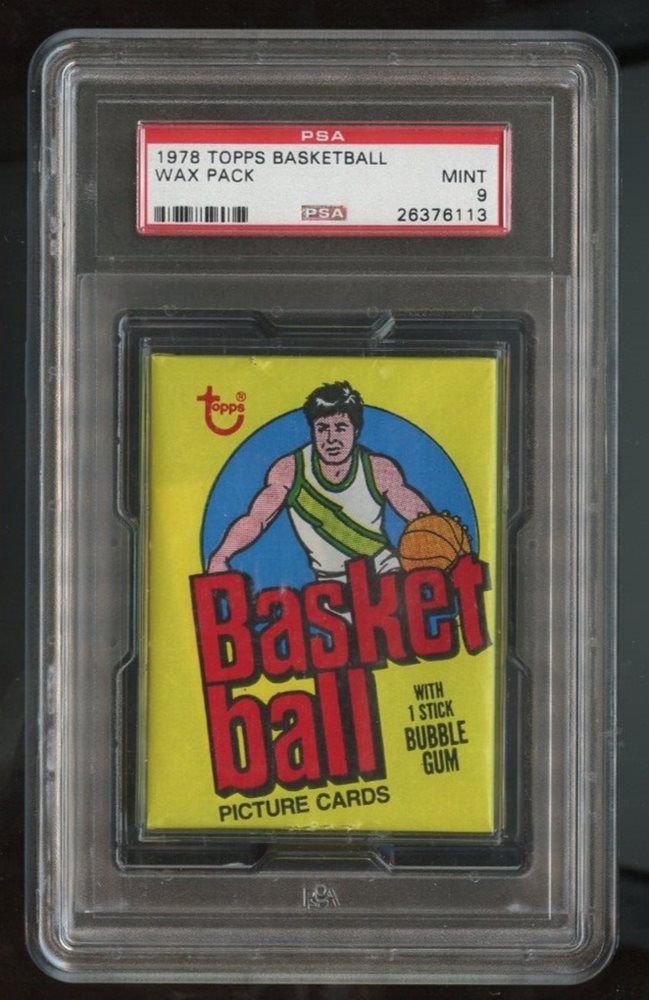 PSA
1978 TOPPS BASKETBALL
WAX PACK MINT
9
PSA 26376113
topps®
Basket
ball
WITH
1 STICK
BUBBLE
GUM
PICTURE CARDS
PSA